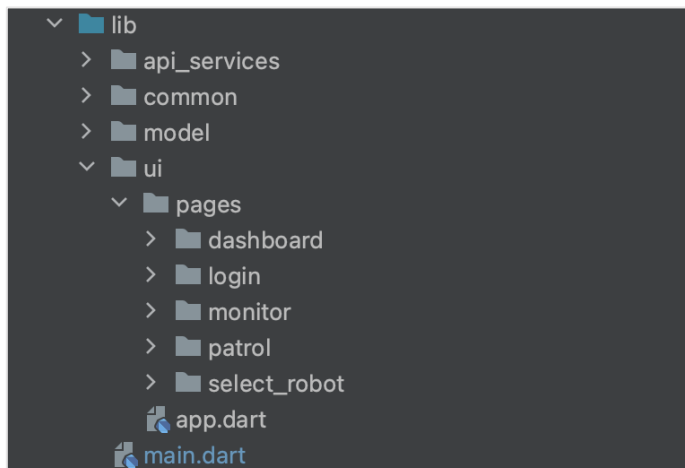 lib
api_services
common
model
ui
pages
dashboard
login
monitor
patrol
select_robot
app.dart
main.dart